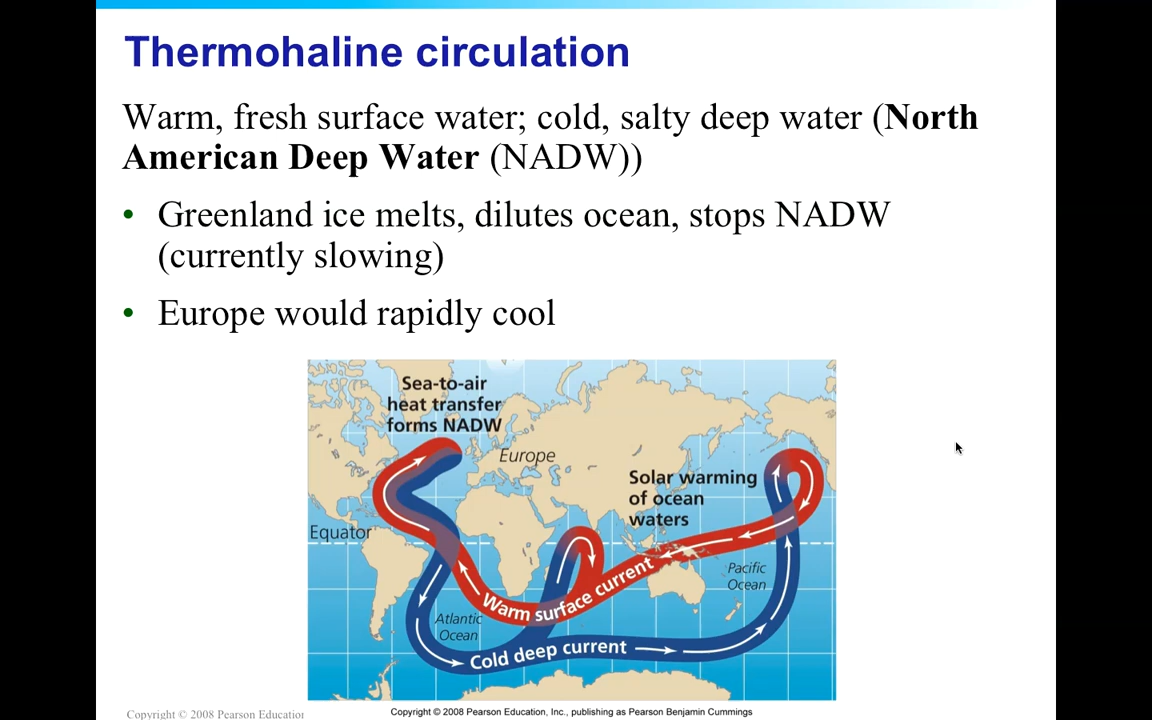 Thermohaline circulation
Warm, fresh surface water; cold, salty deep water (North
American Deep Water (NADW))
• Greenland ice melts, dilutes ocean, stops NADW
(currently slowing)
• Europe would rapidly cool
Sea-to-air
heat transfer
forms NADW
Europe
Solar warming
of ocean
waters
Equator
Pacific
Ocean
Warm surface current
Atlantic
Ocean
Cold deep current
Copyright © 2008 Pearson Education
Copyright © 2008 Pearson Education, Inc., publishing as Pearson Benjamin Cummings